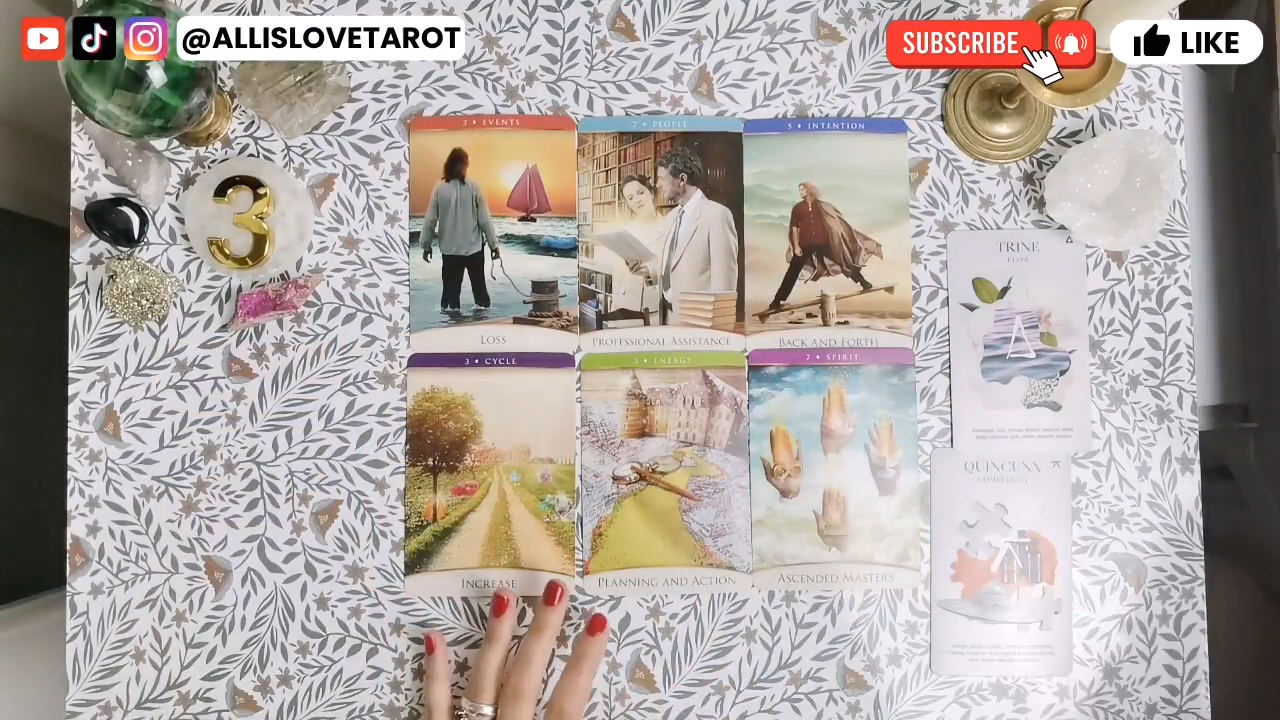 @ALLISLOVETAROT
SUBSCRIBE
LIKE
3
2 • EVENTS
7 • PEOPLE
5 • INTENTION
LOSS
PROFESSIONAL ASSISTANCE
BACK AND FORTH
3 • CYCLE
ENERGY
7 • SPIRIT
INCREASE
PLANNING AND ACTION
ASCENDED MASTERS
TRINE
FLOW
QUINCUNX